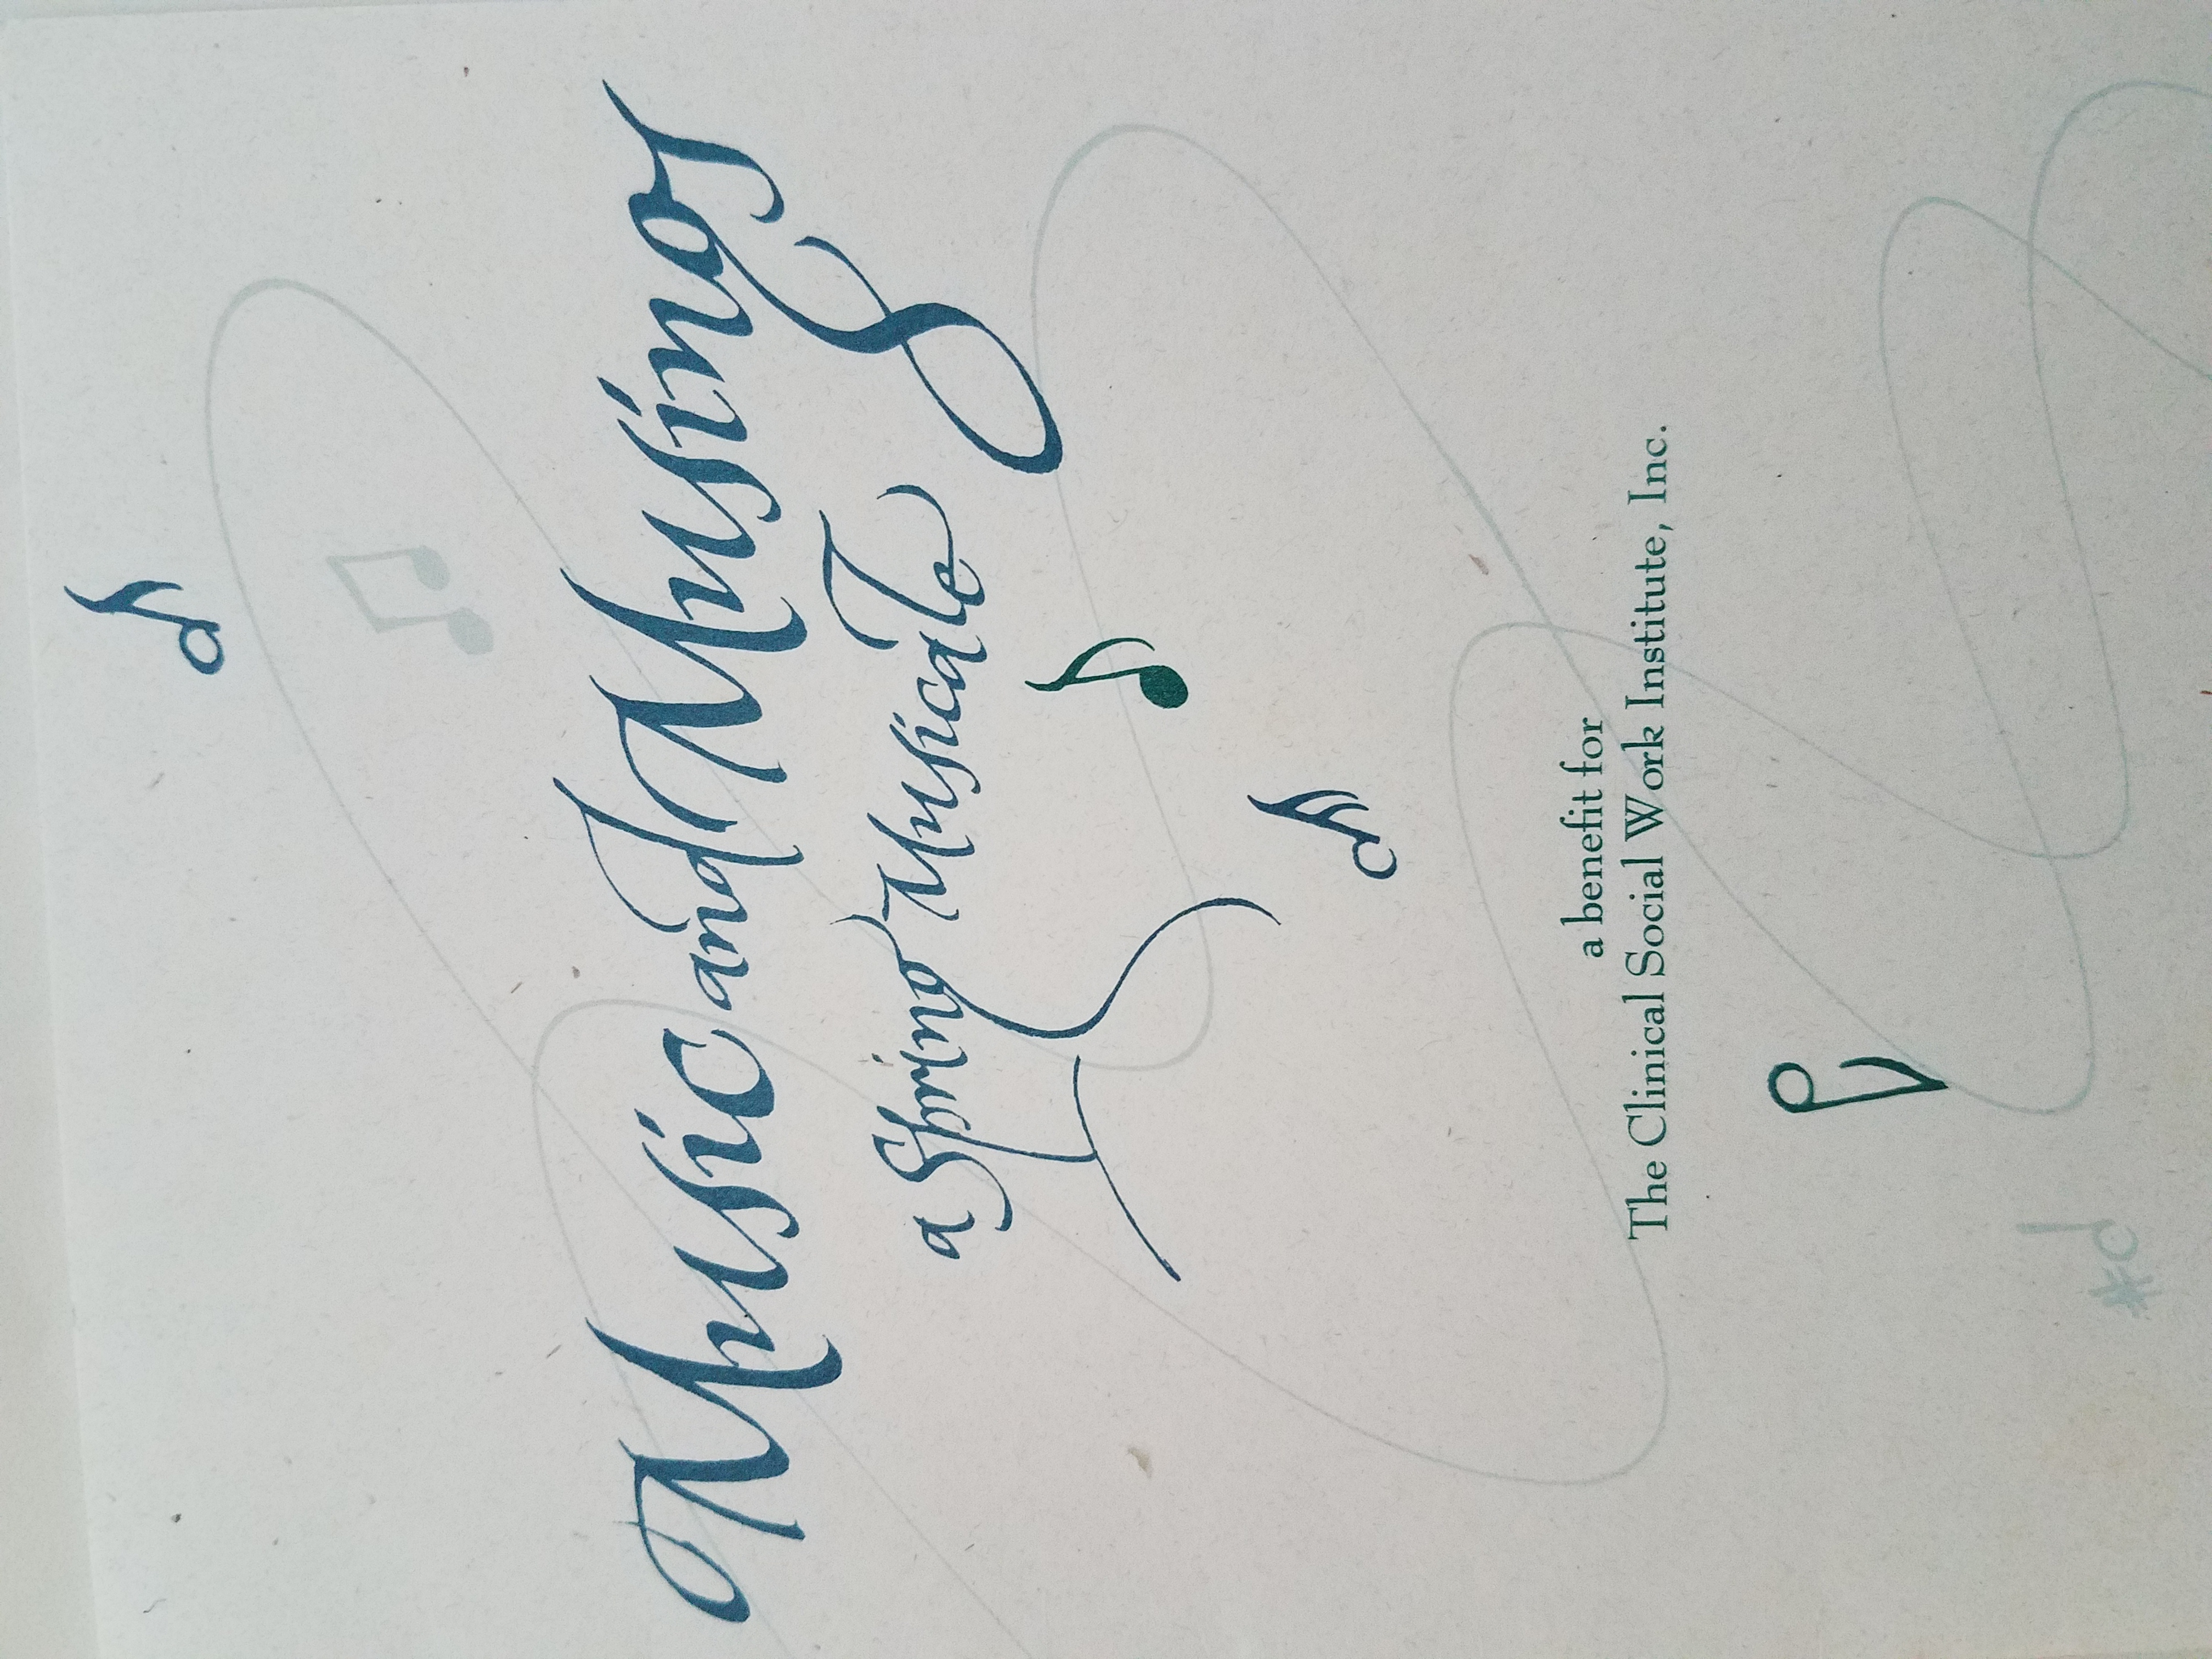 Music and Musings
a Spring Musicale
a benefit for
The Clinical Social Work Institute, Inc.